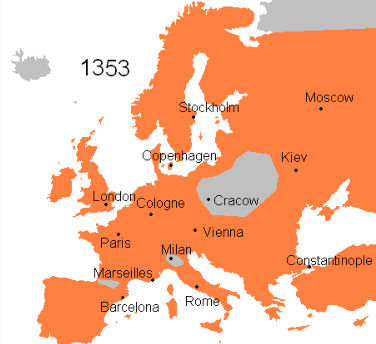 1353
Stockholm
Moscow
Copenhagen
Kiev
London
Cologne
Cracow
Paris
Vienna
Milan
Constantinople
Marseilles
Barcelona
Rome